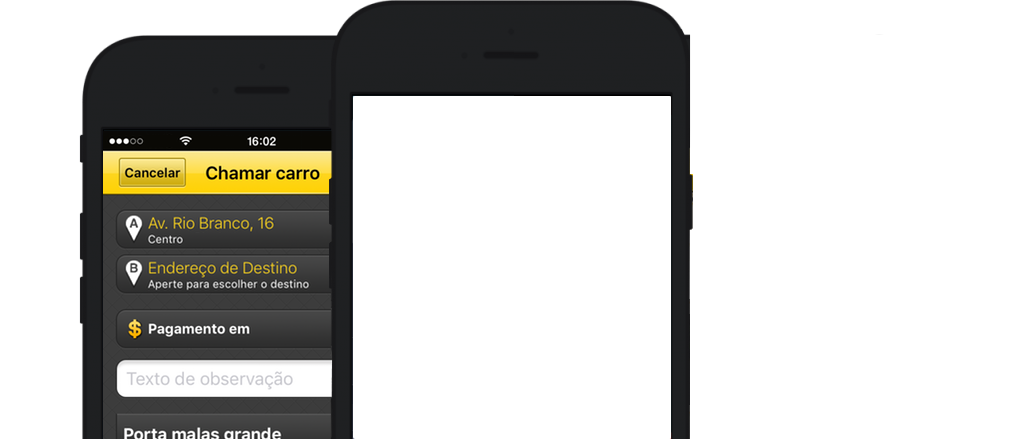 16:02
Cancelar
Chamar carro
A
Av. Rio Branco, 16
Centro
B
Endereço de Destino
Aperte para escolher o destino
$ Pagamento em
Texto de observação
Porta malas grande